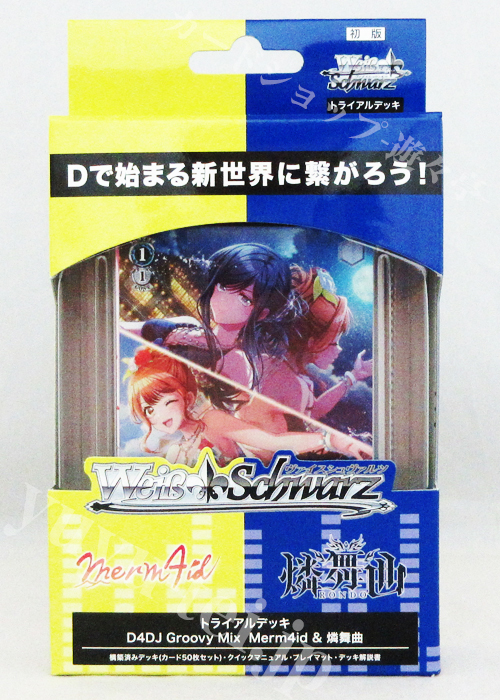 初版
Weiß Schwarz
トライアルデッキ
Dで始まる新世界に繋がろう!
1
1
ヴァイスシュヴァルツ
Weiß Schwarz
merm4id
燐舞曲
RONDO
トライアルデッキ
D4DJ Groovy Mix Merm4id & 燐舞曲
構築済みデッキ(カード50枚セット)・クイックマニュアル・プレイマット・デッキ解説書